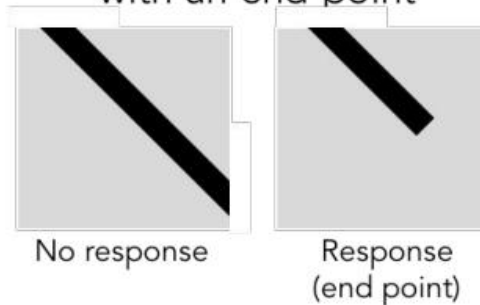 with an end point
No response
Response
(end point)